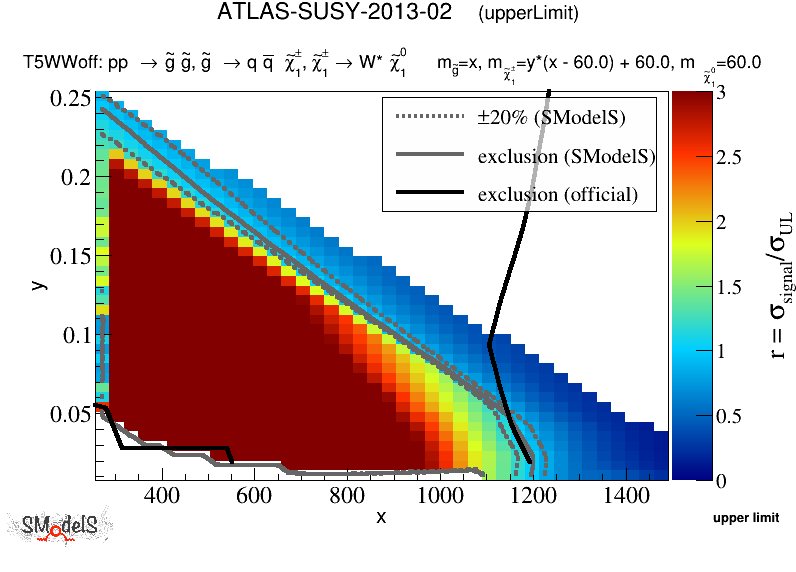 ATLAS-SUSY-2013-02 (upperLimit)
T5WWoff: pp → g̃ g̃, g̃ → q q̅ χ̃₁^±, χ̃₁^± → W* χ̃₁^0 m_g̃=x, m_χ̃₁^±=y*(x - 60.0) + 60.0, m_χ̃₁^0=60.0
±20% (SModelS)
exclusion (SModelS)
exclusion (official)
0.25
0.2
0.15
0.1
0.05
y
400 600 800 1000 1200 1400
x
3
2.5
2
1.5
1
0.5
0
r = σ_signal/σ_UL
SModelS
upper limit